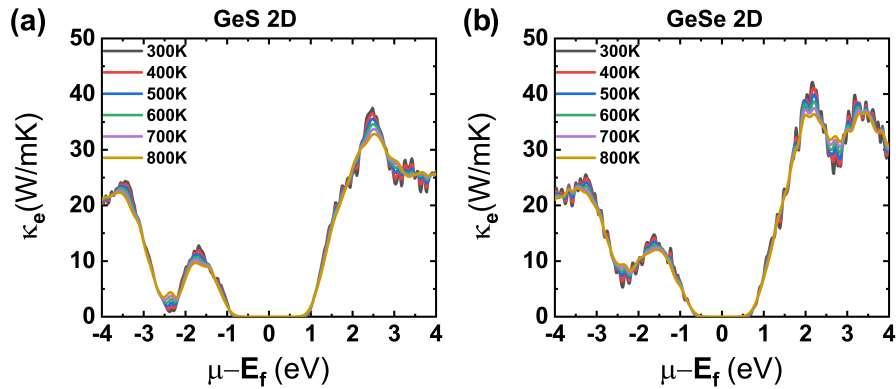 (a)
GeS 2D
50
40
30
20
10
0
κe(W/mK)
300K
400K
500K
600K
700K
800K
-4 -3 -2 -1 0 1 2 3 4
μ−Ef (eV)
(b)
GeSe 2D
50
40
30
20
10
0
κe(W/mK)
300K
400K
500K
600K
700K
800K
-4 -3 -2 -1 0 1 2 3 4
μ−Ef (eV)